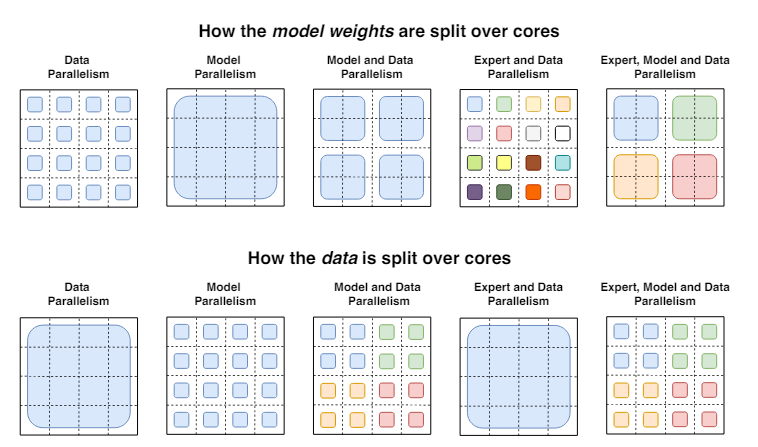 How the model weights are split over cores
Data
Parallelism
Model
Parallelism
Model and Data
Parallelism
Expert and Data
Parallelism
Expert, Model and Data
Parallelism
How the data is split over cores
Data
Parallelism
Model
Parallelism
Model and Data
Parallelism
Expert and Data
Parallelism
Expert, Model and Data
Parallelism